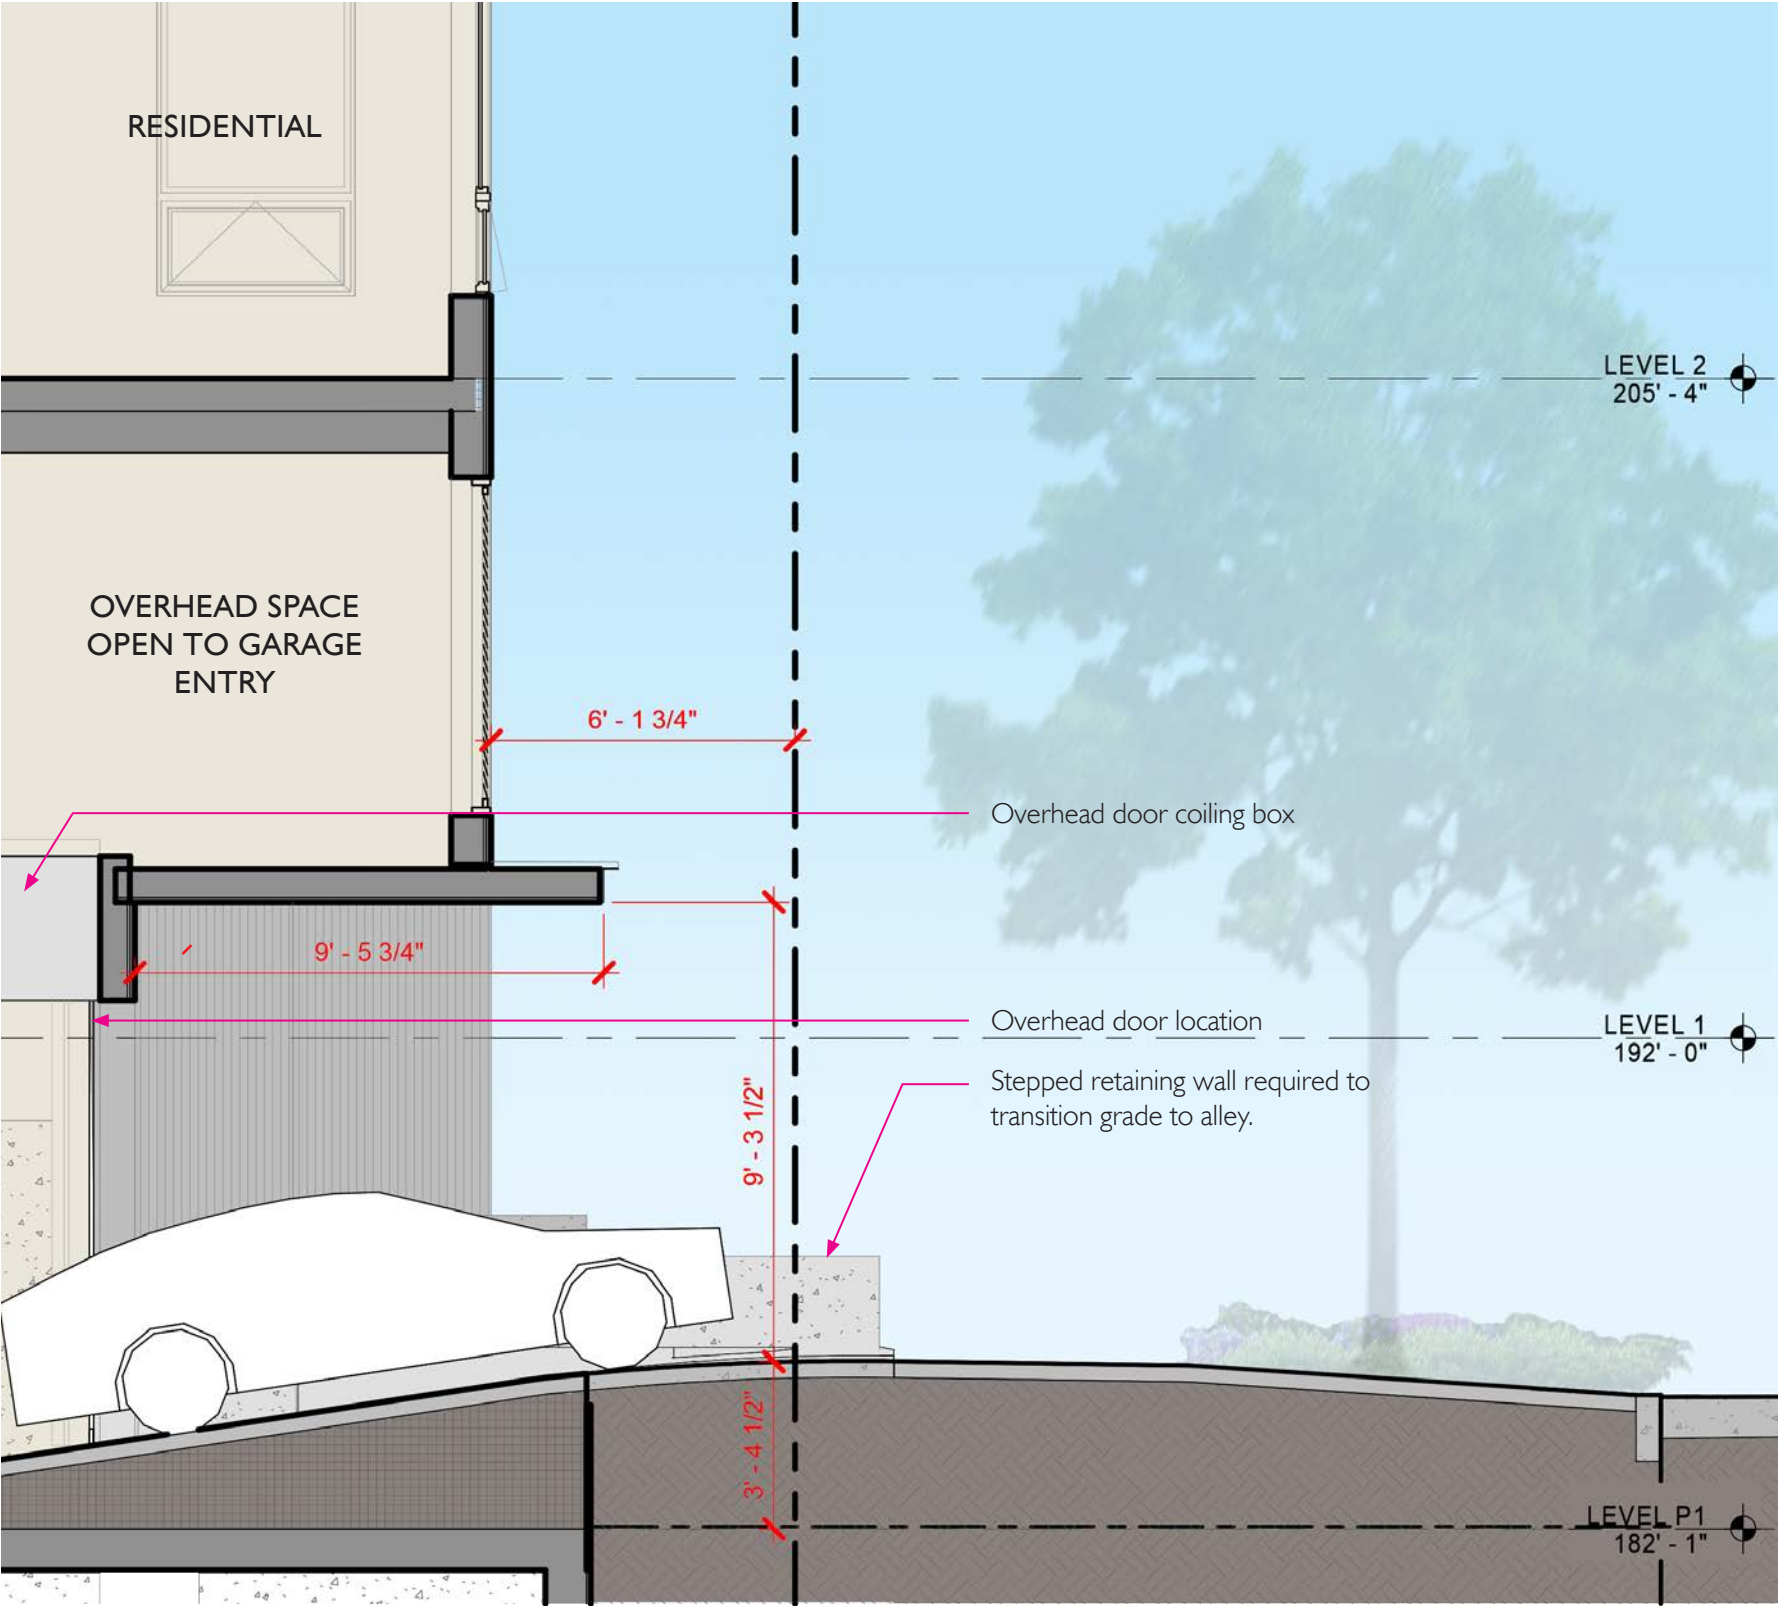 RESIDENTIAL
LEVEL 2
205' - 4"
OVERHEAD SPACE
OPEN TO GARAGE
ENTRY
6' - 1 3/4"
Overhead door coiling box
9' - 5 3/4"
Overhead door location
LEVEL 1
192' - 0"
Stepped retaining wall required to
transition grade to alley.
9' - 3 1/2"
3' - 4 1/2"
LEVEL P1
182' - 1"